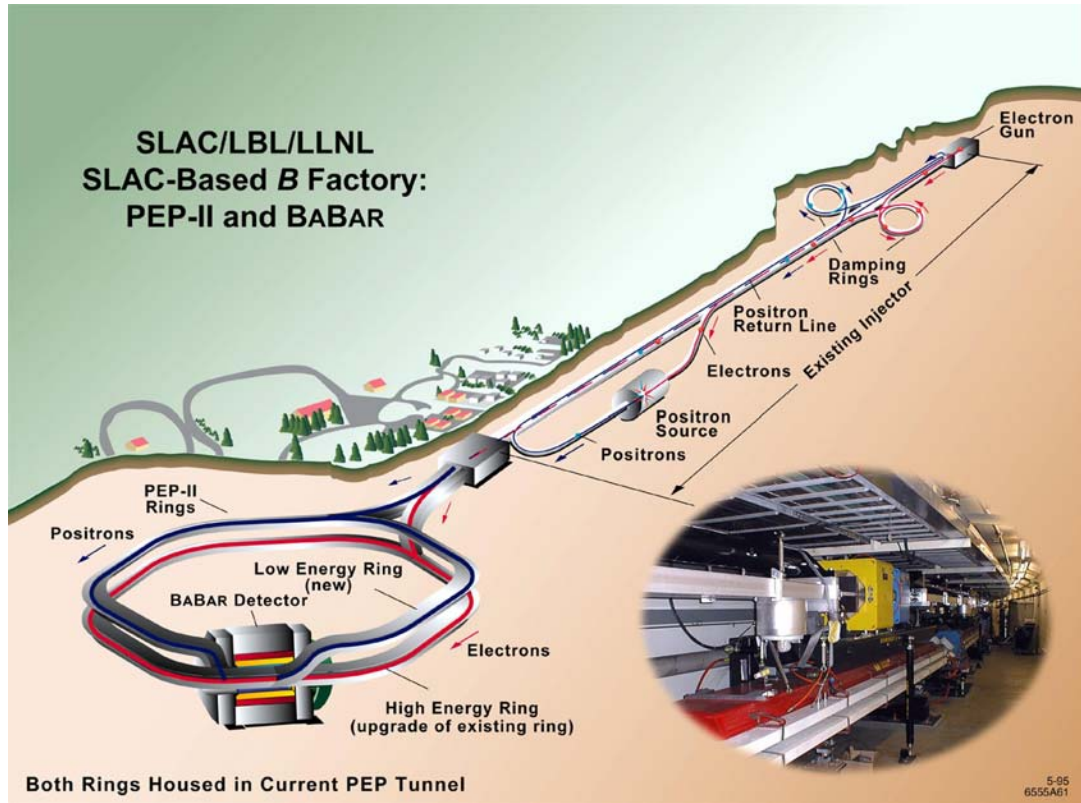 SLAC/LBL/LLNL
SLAC-Based B Factory:
PEP-II and BABAR
Electron
Gun
Damping
Rings
Positron
Return Line
Existing Injector
Electrons
Positron
Source
Positrons
PEP-II
Rings
Positrons
Low Energy Ring
(new)
BABAR Detector
Electrons
High Energy Ring
(upgrade of existing ring)
Both Rings Housed in Current PEP Tunnel
5-95
6555A61